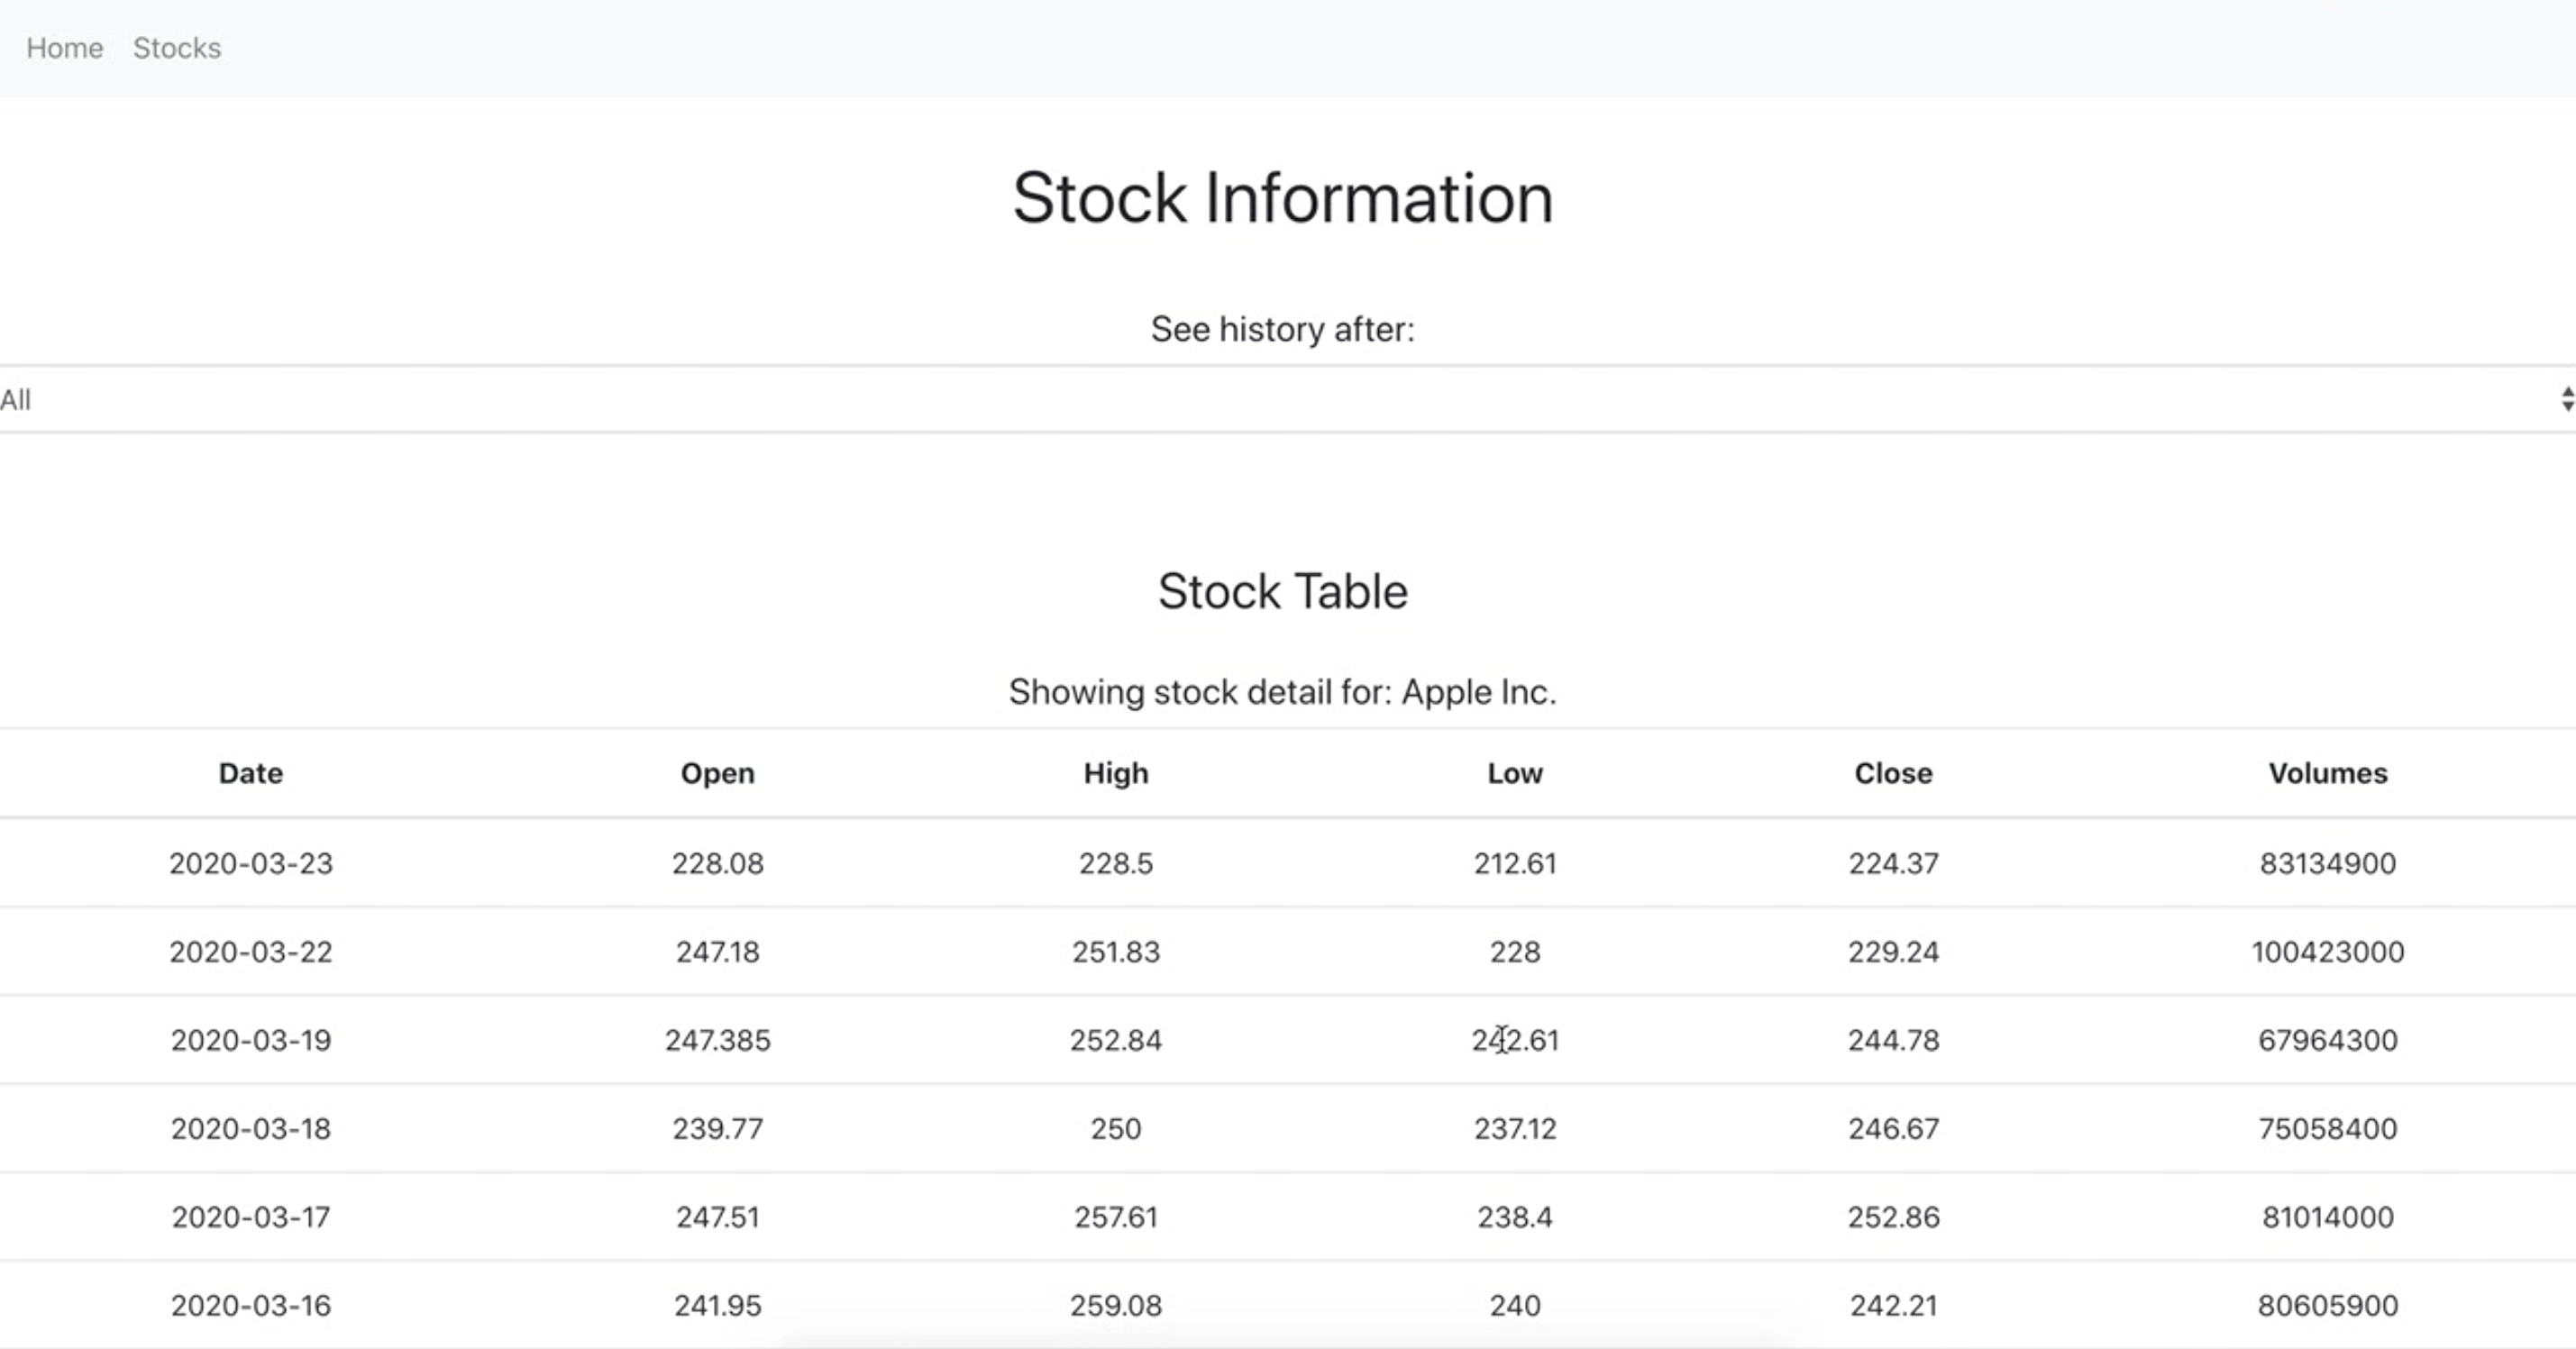 Home Stocks
Stock Information
See history after:
All
Stock Table
Showing stock detail for: Apple Inc.
Date Open High Low Close Volumes
2020-03-23 228.08 228.5 212.61 224.37 83134900
2020-03-22 247.18 251.83 228 229.24 100423000
2020-03-19 247.385 252.84 242.61 244.78 67964300
2020-03-18 239.77 250 237.12 246.67 75058400
2020-03-17 247.51 257.61 238.4 252.86 81014000
2020-03-16 241.95 259.08 240 242.21 80605900